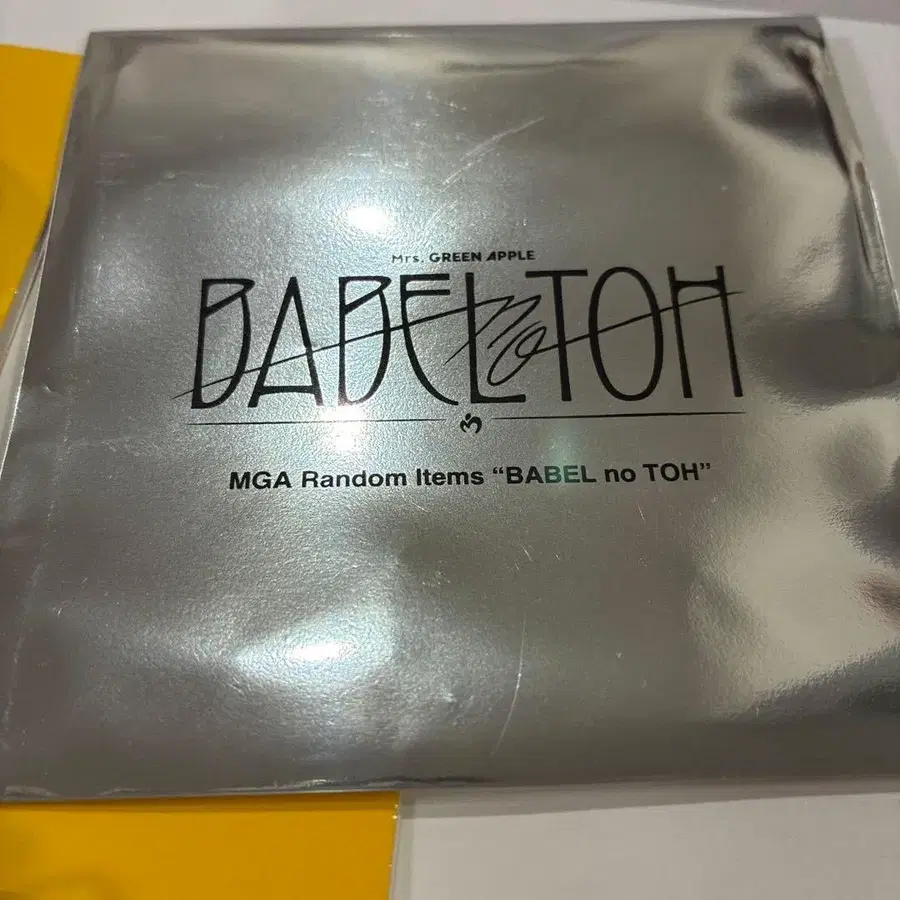 Mrs. GREEN APPLE
BABEL no TOH
MGA Random Items “BABEL no TOH”